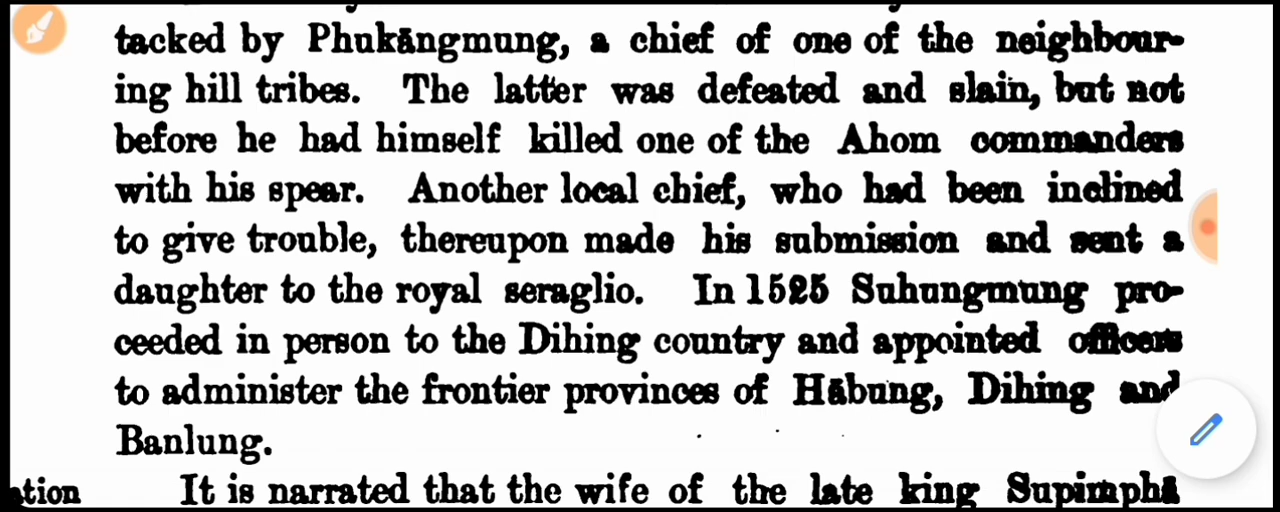 tacked by Phukāngmung, a chief of one of the neighbour-
ing hill tribes. The latter was defeated and slain, but not
before he had himself killed one of the Ahom commanders
with his spear. Another local chief, who had been inclined
to give trouble, thereupon made his submission and sent a
daughter to the royal seraglio. In 1525 Suhungmung pro-
ceeded in person to the Dihing country and appointed officers
to administer the frontier provinces of Hābung, Dihing and
Banlung.
ation It is narrated that the wife of the late king Supimphā